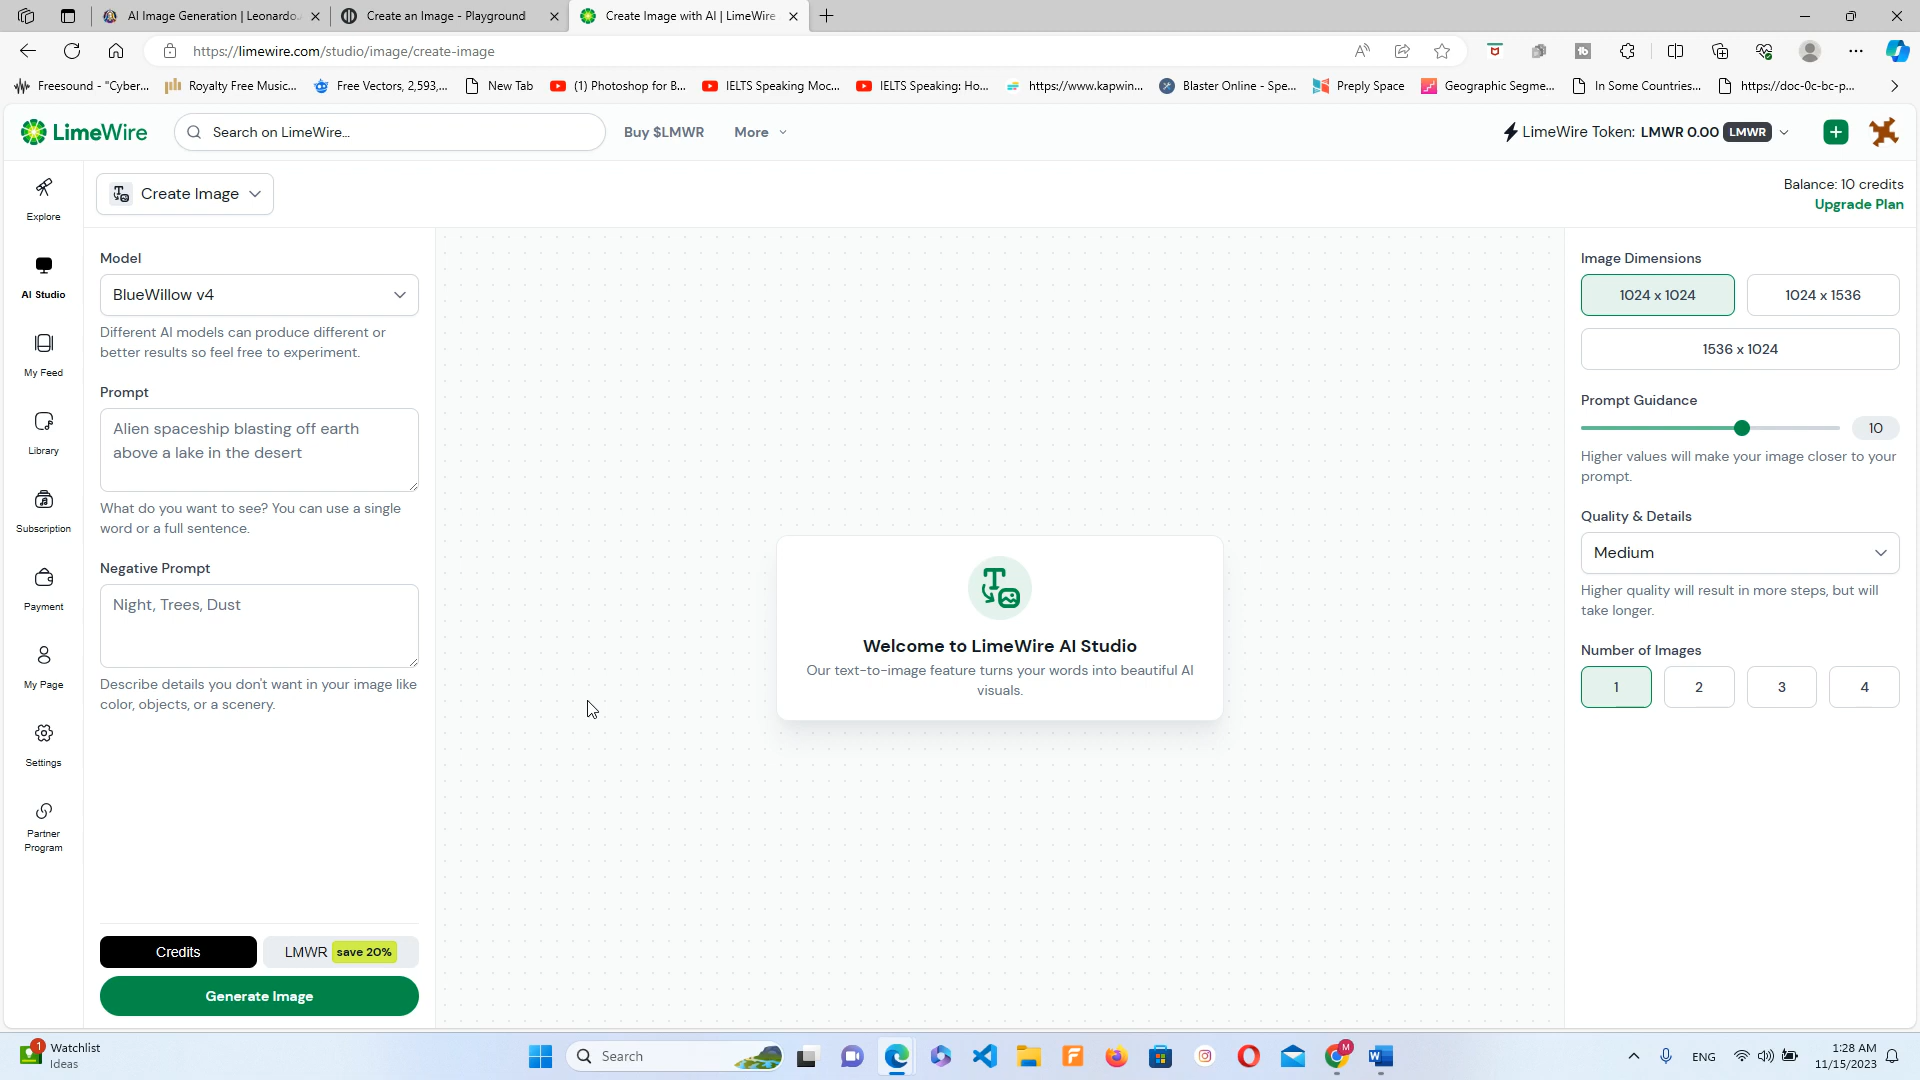 AI Image Generation | Leonardo.
Create an Image - Playground
Create Image with AI | LimeWire
https://limewire.com/studio/image/create-image
Freesound - "Cyber...
Royalty Free Music...
Free Vectors, 2,593,...
New Tab
(1) Photoshop for B...
IELTS Speaking Moc...
IELTS Speaking: Ho...
https://www.kapwin...
Blaster Online - Spe...
Preply Space
Geographic Segme...
In Some Countries...
https://doc-0c-bc-p...
LimeWire
Search on LimeWire...
Buy $LMWR
More
LimeWire Token: LMWR 0.00 LMWR
Explore
AI Studio
My Feed
Library
Subscription
Payment
My Page
Settings
Partner
Program
Create Image
Balance: 10 credits
Upgrade Plan
Model
BlueWillow v4
Different AI models can produce different or
better results so feel free to experiment.
Prompt
Alien spaceship blasting off earth
above a lake in the desert
What do you want to see? You can use a single
word or a full sentence.
Negative Prompt
Night, Trees, Dust
Describe details you don't want in your image like
color, objects, or a scenery.
Credits
LMWR save 20%
Generate Image
Welcome to LimeWire AI Studio
Our text-to-image feature turns your words into beautiful AI
visuals.
Image Dimensions
1024 x 1024
1024 x 1536
1536 x 1024
Prompt Guidance
10
Higher values will make your image closer to your
prompt.
Quality & Details
Medium
Higher quality will result in more steps, but will
take longer.
Number of Images
1
2
3
4
1
Watchlist
Ideas
Search
M
ENG
1:28 AM
11/15/2023